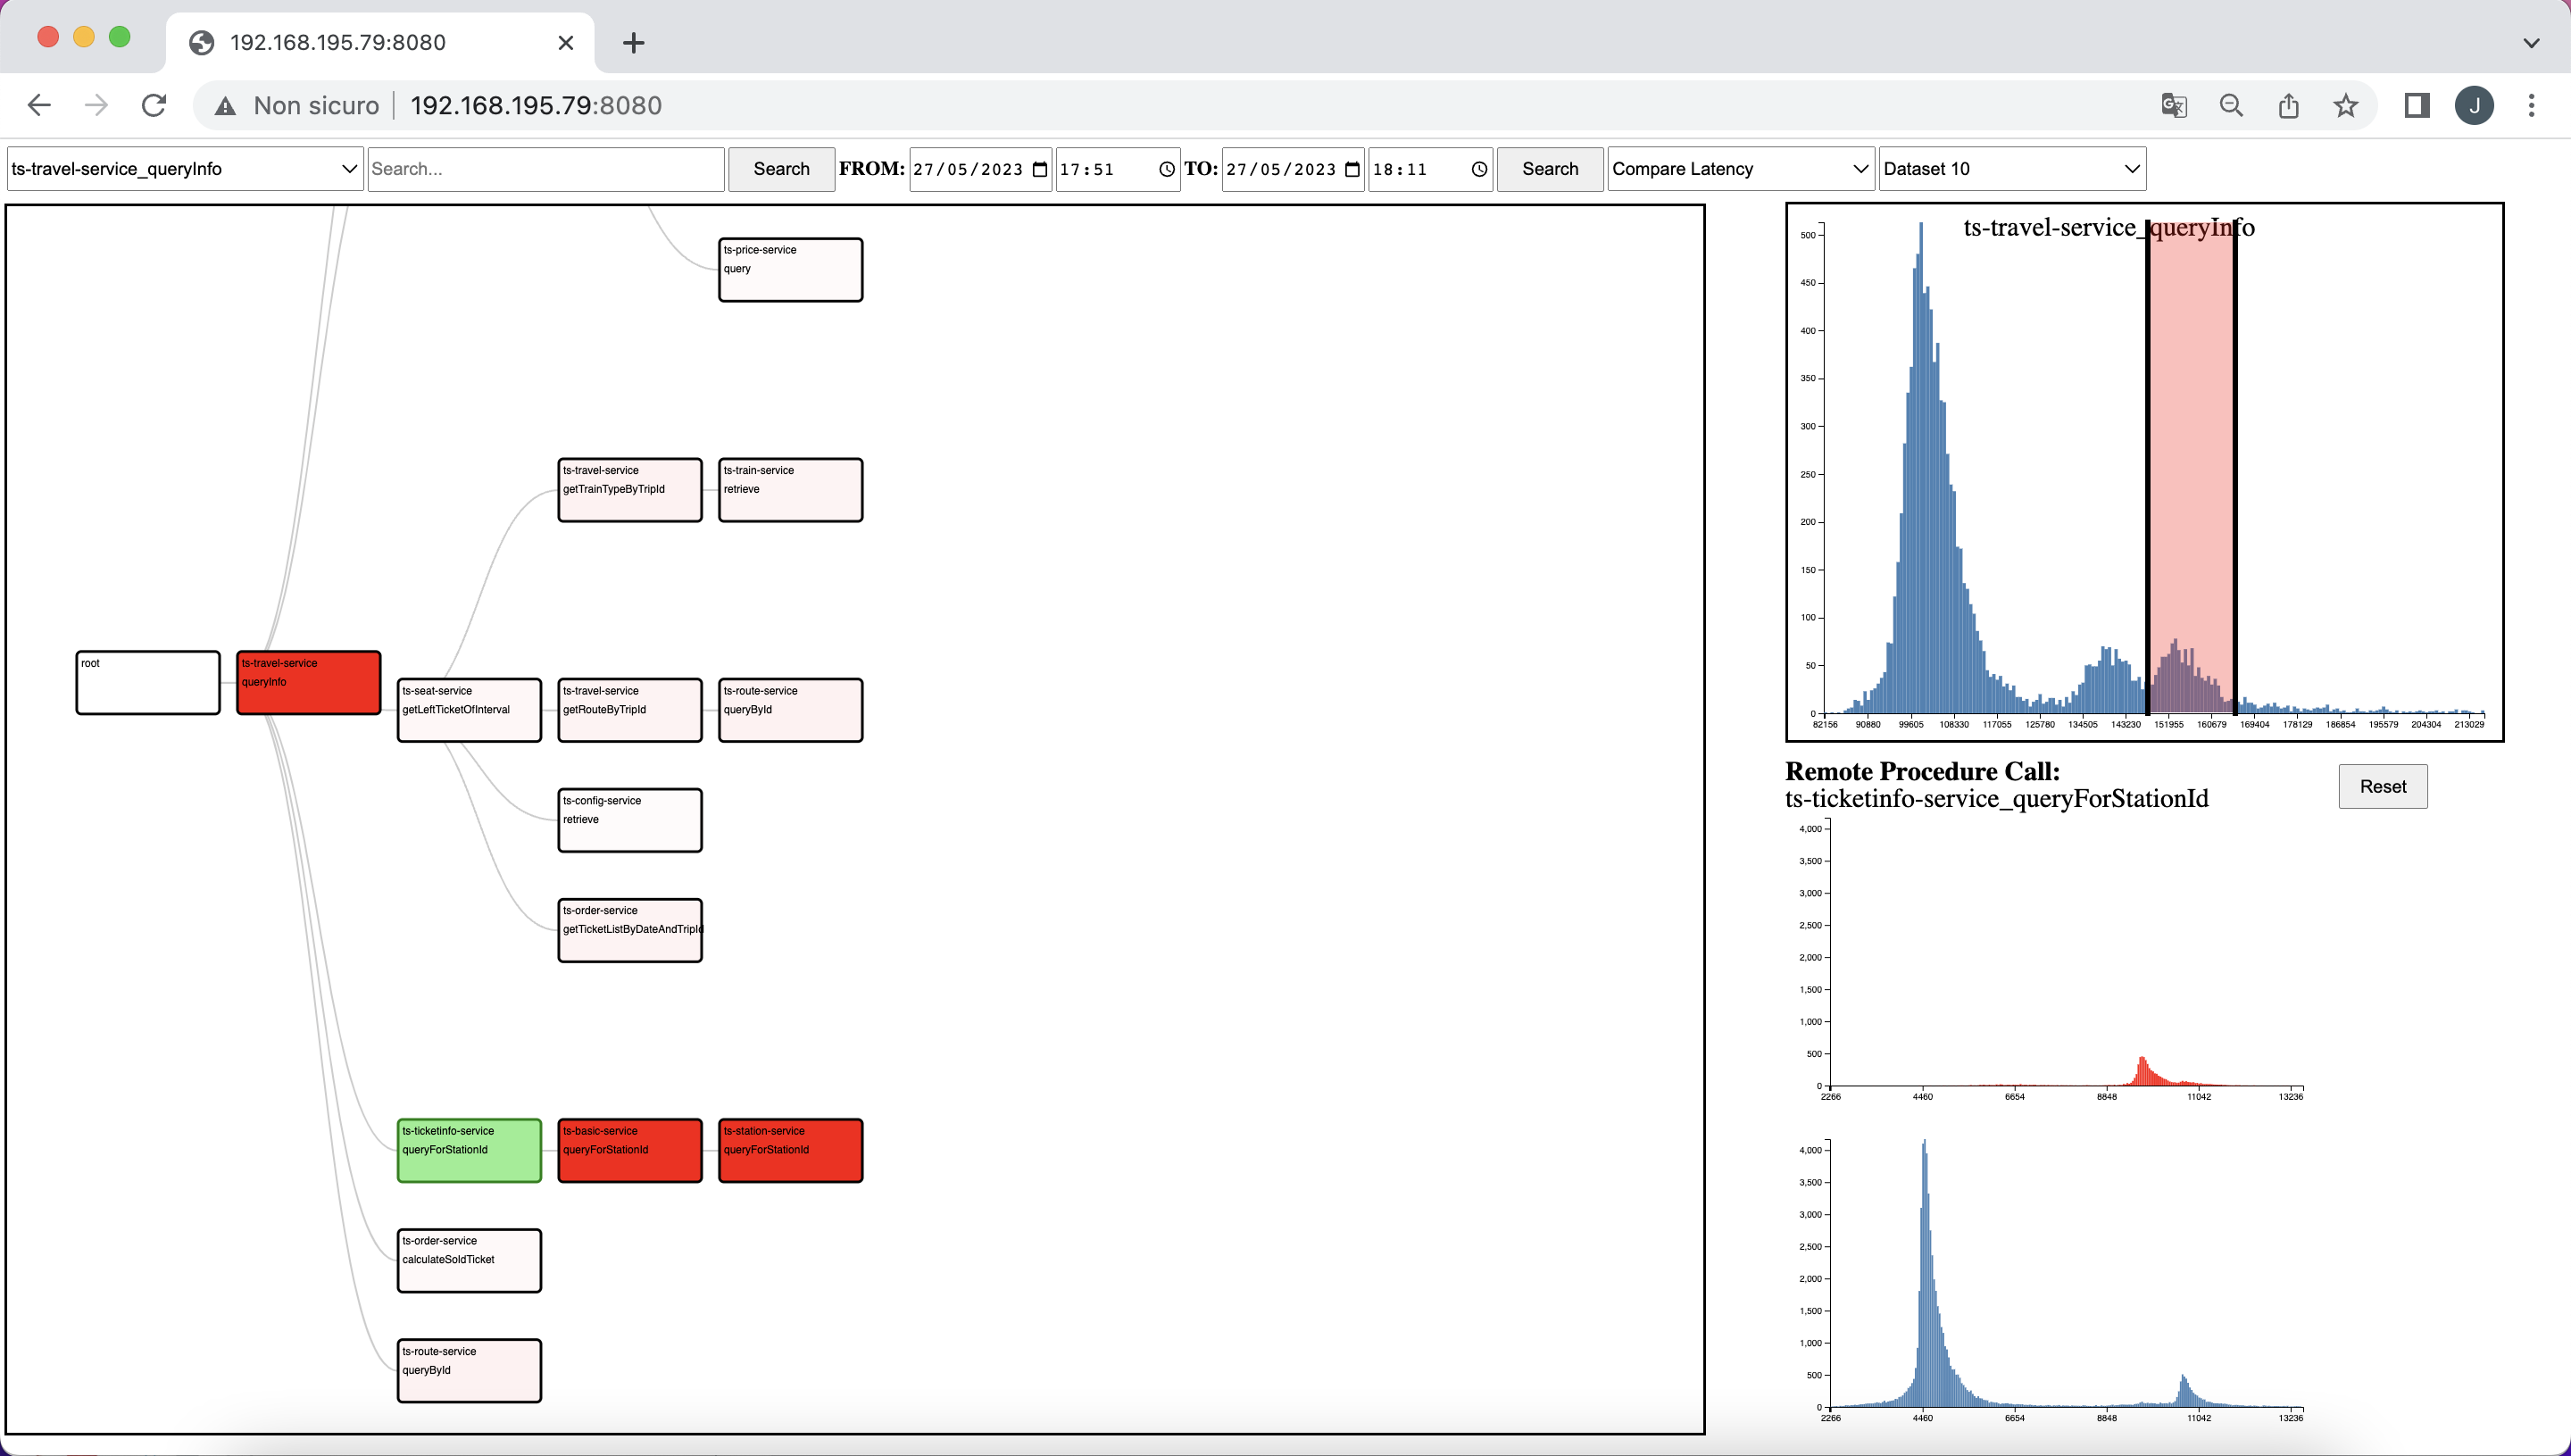 192.168.195.79:8080
Non sicuro 192.168.195.79:8080
J
ts-travel-service_queryInfo Search... Search FROM: 27/05/2023 17:51 TO: 27/05/2023 18:11 Search Compare Latency Dataset 10
ts-price-service
query
ts-travel-service
getTrainTypeByTripId
ts-train-service
retrieve
root
ts-travel-service
queryInfo
ts-seat-service
getLeftTicketOfInterval
ts-travel-service
getRouteByTripId
ts-route-service
queryById
ts-config-service
retrieve
ts-order-service
getTicketListByDateAndTripId
ts-ticketinfo-service
queryForStationId
ts-basic-service
queryForStationId
ts-station-service
queryForStationId
ts-order-service
calculateSoldTicket
ts-route-service
queryById
ts-travel-service_queryInfo
500
450
400
350
300
250
200
150
100
50
0
82156 90880 99605 108330 117055 125780 134505 143230 151955 160679 169404 178129 186854 195579 204304 213029
Remote Procedure Call:
ts-ticketinfo-service_queryForStationId
Reset
4,000
3,500
3,000
2,500
2,000
1,500
1,000
500
0
2266 4460 6654 8848 11042 13236
4,000
3,500
3,000
2,500
2,000
1,500
1,000
500
0
2266 4460 6654 8848 11042 13236